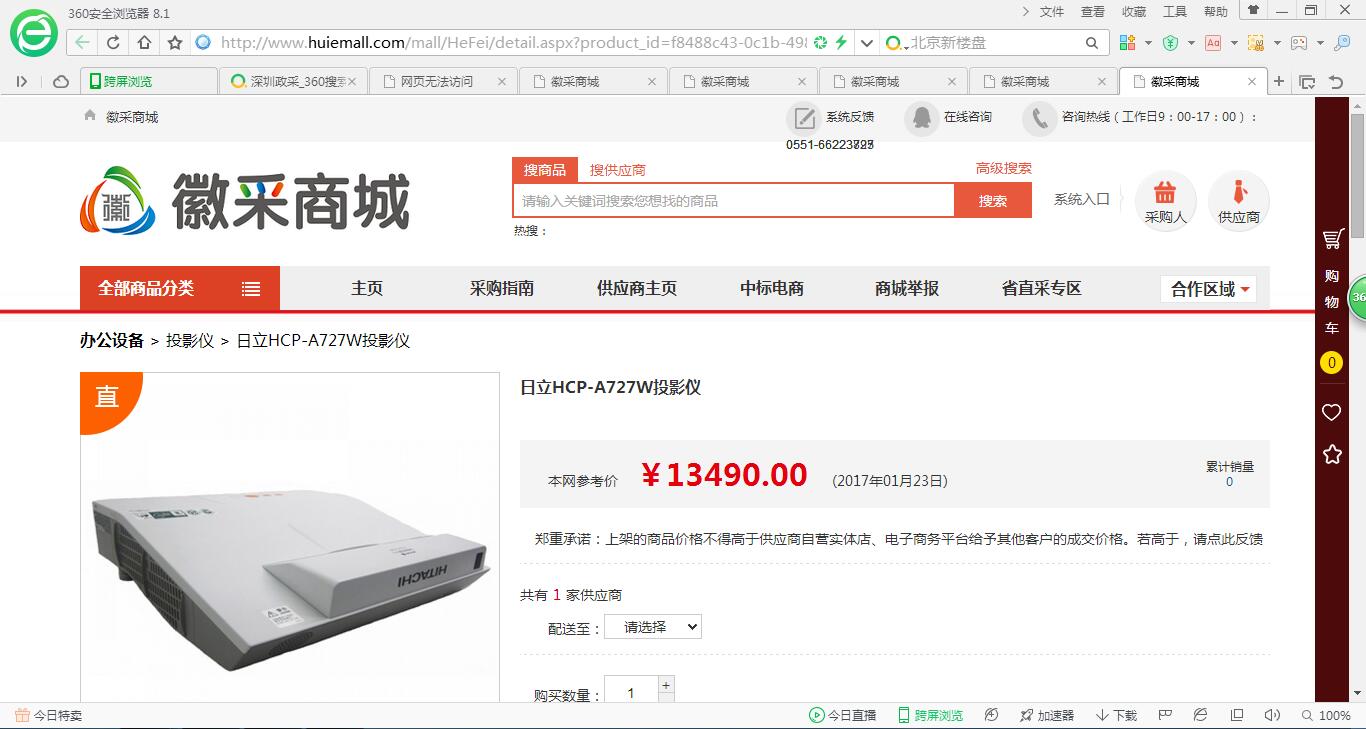 360安全浏览器 8.1
文件 查看 收藏 工具 帮助
http://www.huiemall.com/mall/HeFei/detail.aspx?product_id=f8488c43-0c1b-498
北京新楼盘
跨屏浏览
深圳政采_360搜索
网页无法访问
徽采商城
徽采商城
徽采商城
徽采商城
徽采商城
徽采商城
系统反馈
在线咨询
咨询热线（工作日9：00-17：00）：
0551-66223
徽采商城
搜商品 搜供应商 高级搜索
请输入关键词搜索您想找的商品
搜索
热搜：
系统入口
采购人
供应商
全部商品分类 主页 采购指南 供应商主页 中标电商 商城举报 省直采专区 合作区域
办公设备 > 投影仪 > 日立HCP-A727W投影仪
直
HITACHI
日立HCP-A727W投影仪
本网参考价 ￥13490.00 (2017年01月23日)
累计销量
0
郑重承诺：上架的商品价格不得高于供应商自营实体店、电子商务平台给予其他客户的成交价格。若高于，请点此反馈
共有 1 家供应商
配送至： 请选择
购买数量： 1 +
购
物
车
0
36
今日特卖
今日直播 跨屏浏览 加速器 下载 100%